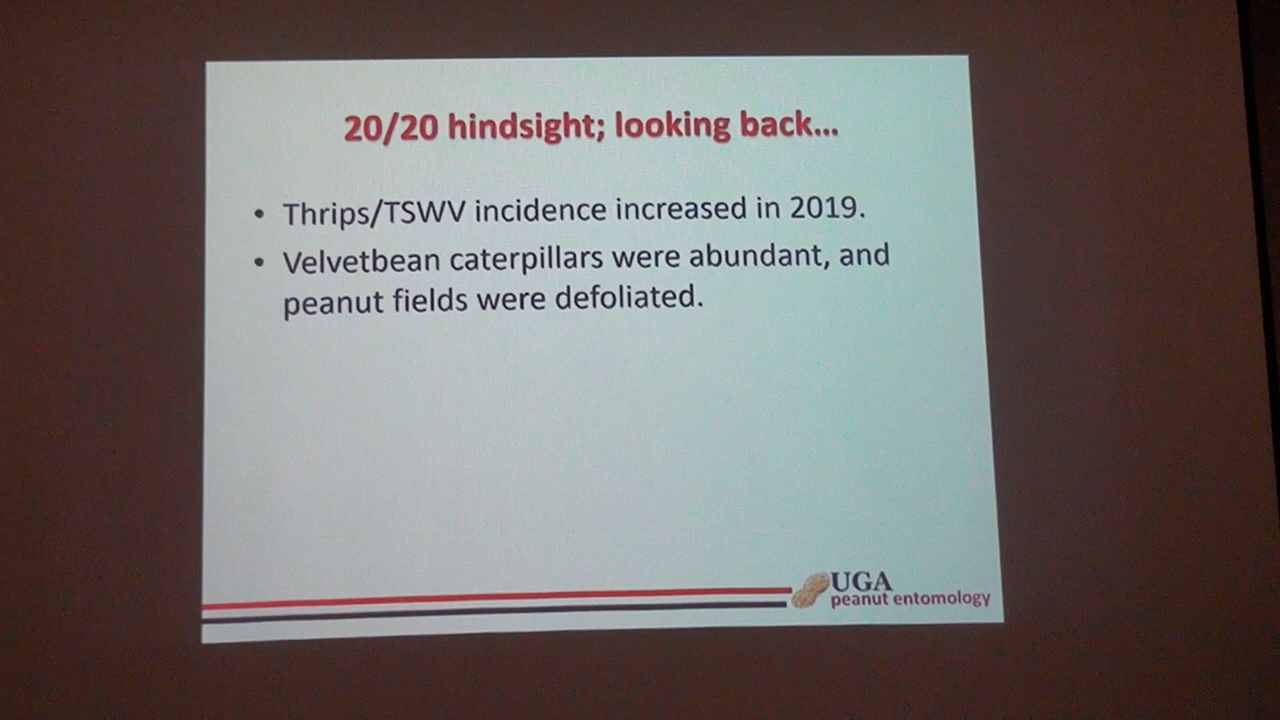 20/20 hindsight; looking back...
• Thrips/TSWV incidence increased in 2019.
• Velvetbean caterpillars were abundant, and
peanut fields were defoliated.
UGA
peanut entomology